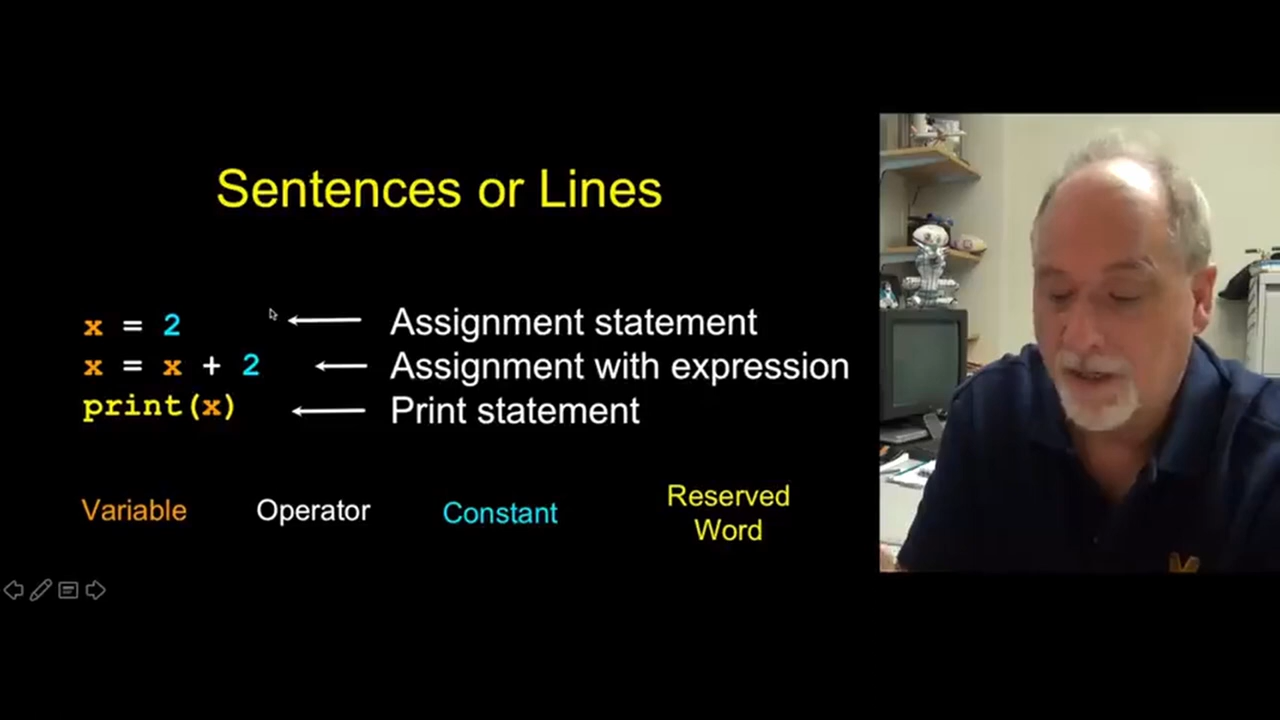 Sentences or Lines
x = 2
Assignment statement
x = x + 2
Assignment with expression
print(x)
Print statement
Variable
Operator
Constant
Reserved
Word